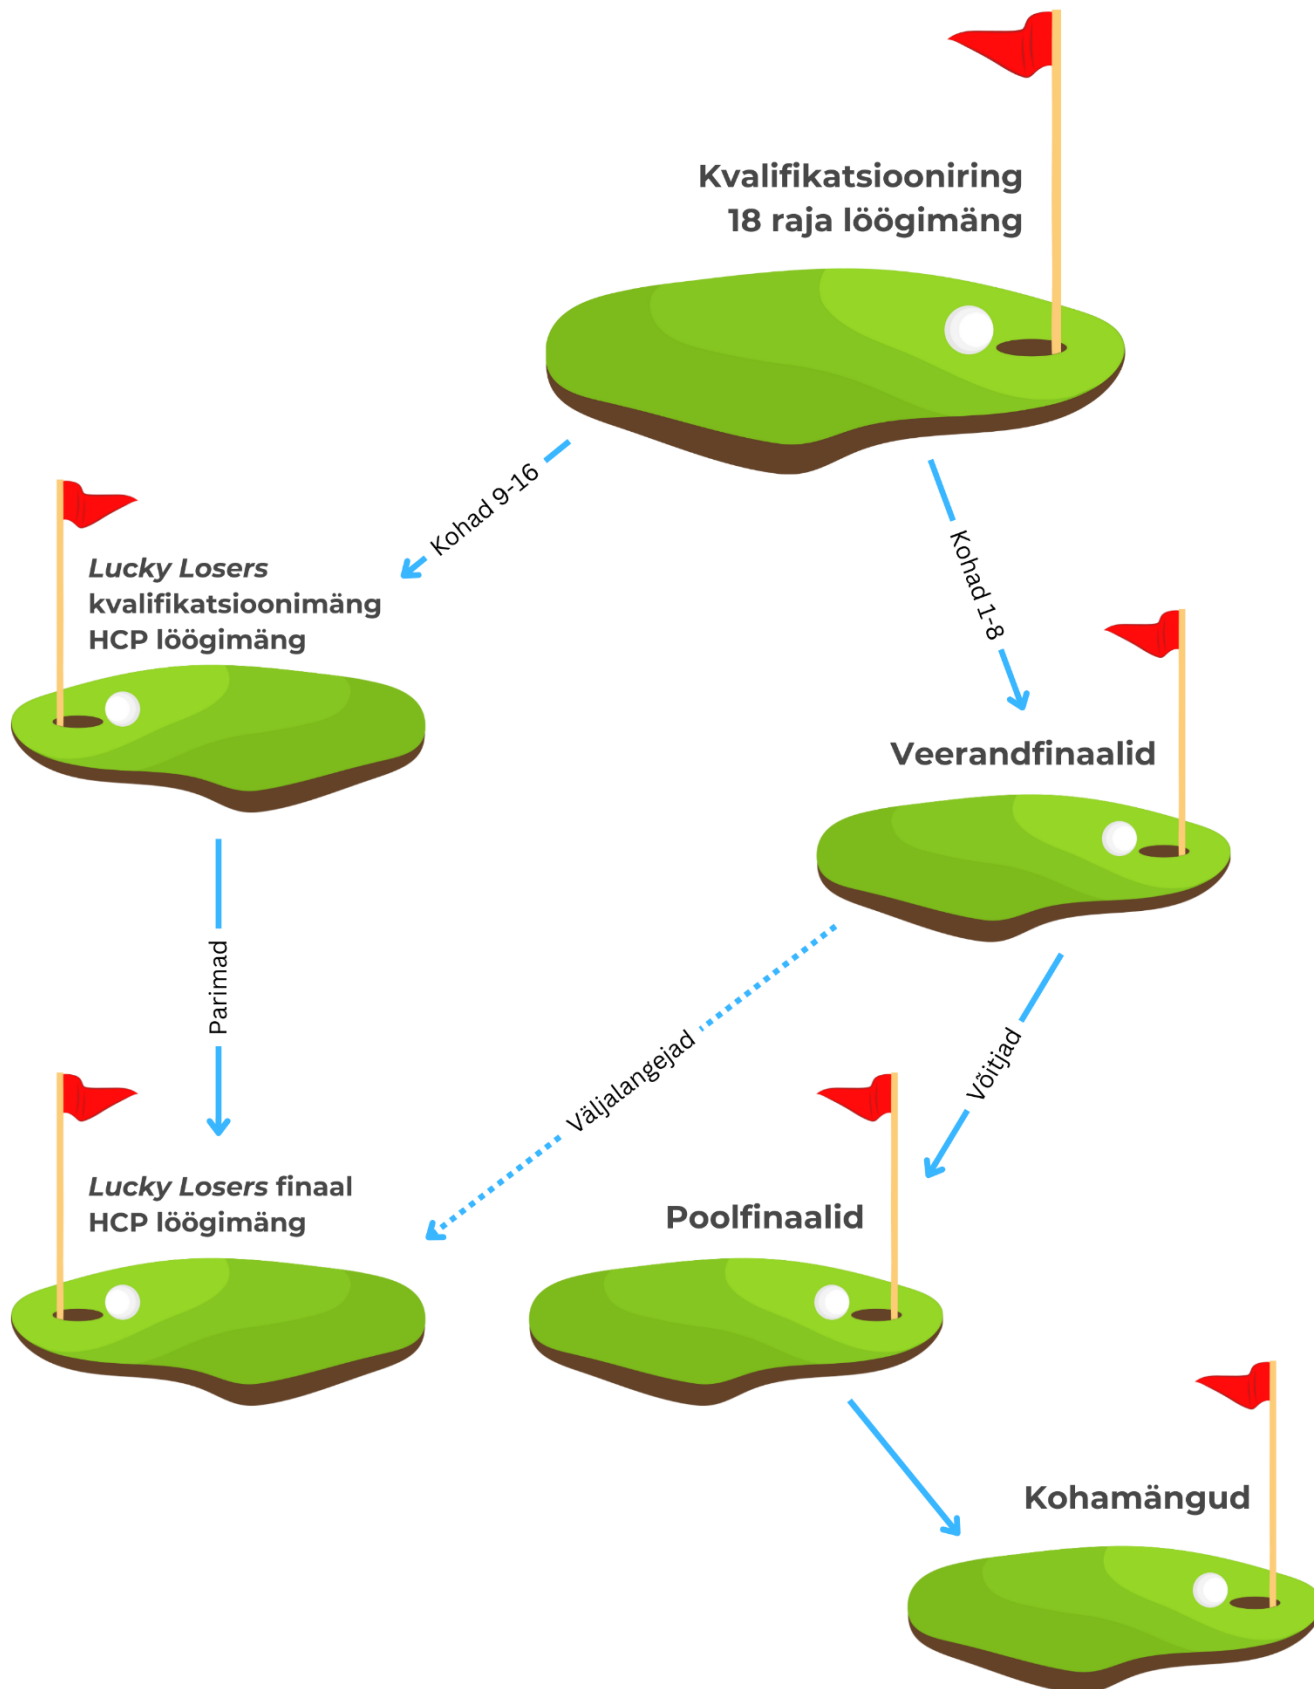 Kvalifikatsiooniring
18 raja löögimäng
Kohad 9-16
Kohad 1-8
Lucky Losers
kvalifikatsioonimäng
HCP löögimäng
Veerandfinaalid
Parimad
Väljalangejad
Võitjad
Lucky Losers finaal
HCP löögimäng
Poolfinaalid
Kohamängud